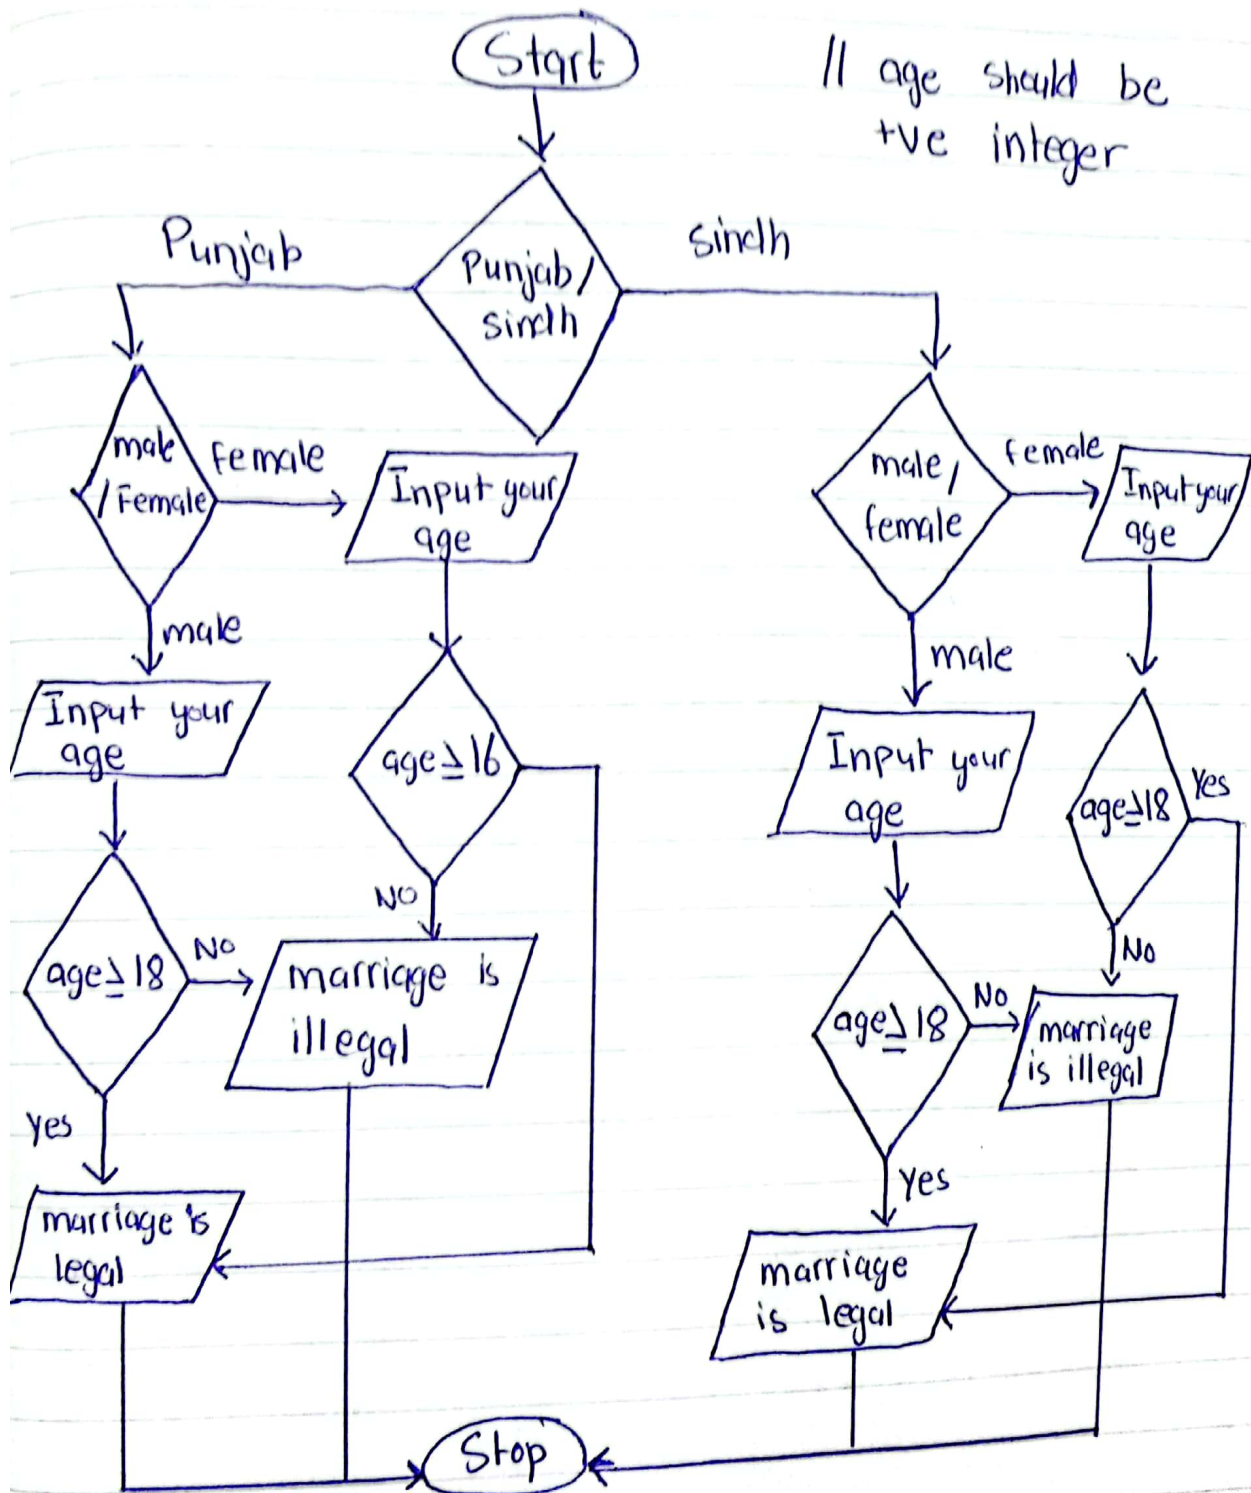 Start
// age should be
+ve integer
Punjab
Punjab/
sindh
sindh
male
/Female
Female
Input your
age
male
Input your
age
age≥16
NO
age≥18
No
marriage is
illegal
Yes
marriage is
legal
male/
female
female
Input your
age
male
Input your
age
age≥18
Yes
No
age≥18
No
marriage
is illegal
Yes
marriage
is legal
Stop